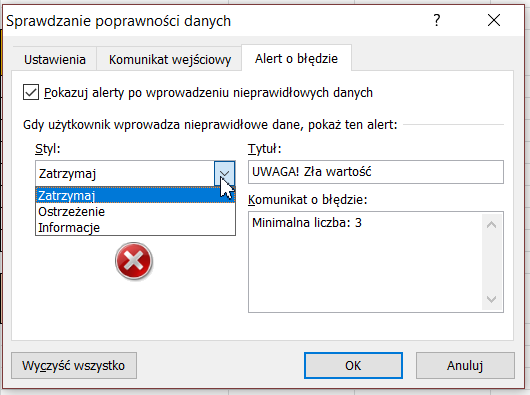 Sprawdzanie poprawności danych
?
Ustawienia
Komunikat wejściowy
Alert o błędzie
Pokazuj alerty po wprowadzeniu nieprawidłowych danych
Gdy użytkownik wprowadza nieprawidłowe dane, pokaż ten alert:
Styl:
Zatrzymaj
Zatrzymaj
Ostrzeżenie
Informacje
Tytuł:
UWAGA! Zła wartość
Komunikat o błędzie:
Minimalna liczba: 3
Wyczyść wszystko
OK
Anuluj